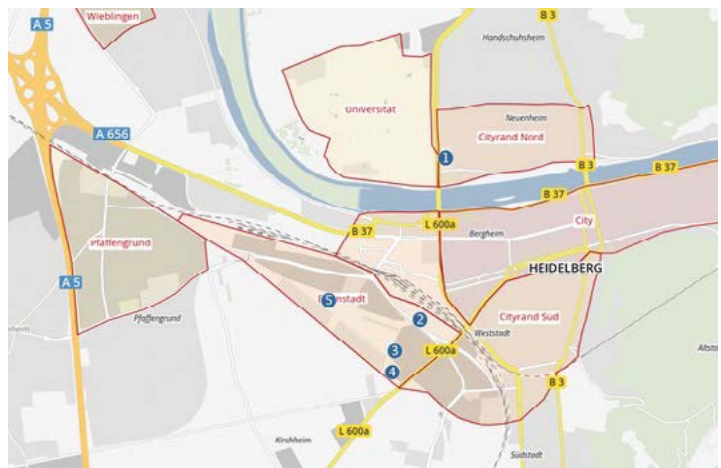 Wieblingen
A 5
B 3
Handschuhsheim
Universität
Neuenheim
Cityrand Nord
A 656
1
B 3
B 37
B 37
L 600a
City
B 37
Bergheim
Pfaffengrund
HEIDELBERG
A 5
5
Pfaffengrund
2
Cityrand Sud
Weststadt
3
L 600a
4
B 3
L 600a
Kirchheim
Südstadt